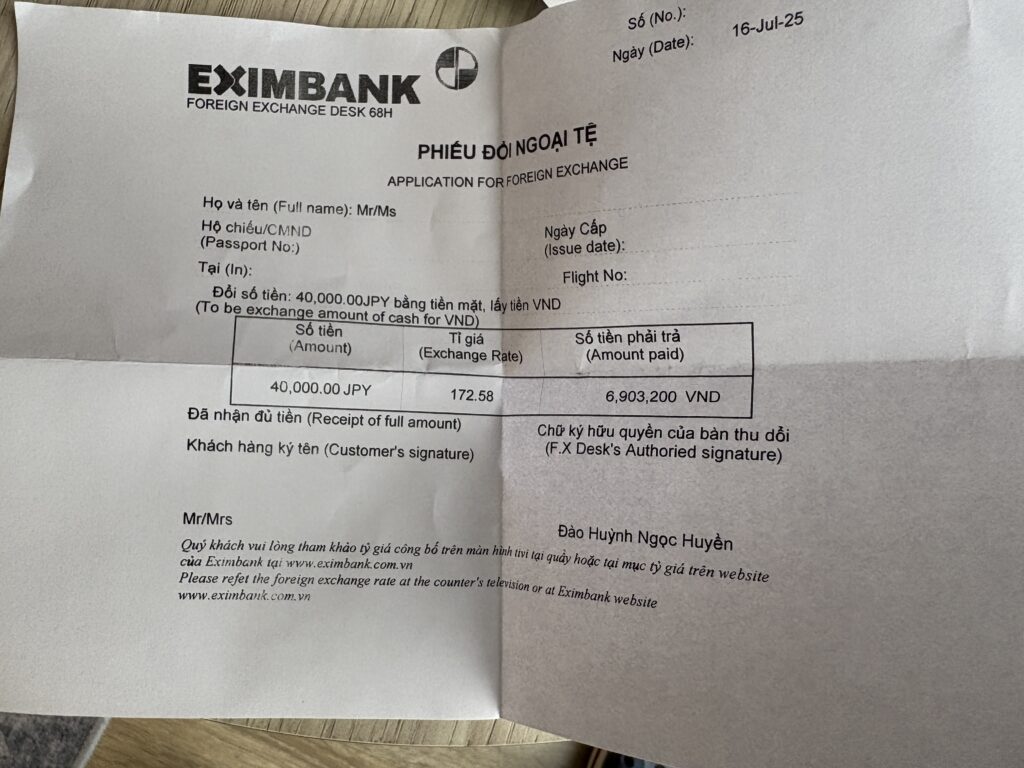 Số (No.):
Ngày (Date): 16-Jul-25
EXIMBANK
FOREIGN EXCHANGE DESK 68H
PHIẾU ĐỔI NGOẠI TỆ
APPLICATION FOR FOREIGN EXCHANGE
Họ và tên (Full name): Mr/Ms
Hộ chiếu/CMND Ngày Cấp
(Passport No:) (Issue date):
Tại (In): Flight No:
Đổi số tiền: 40,000.00JPY bằng tiền mặt, lấy tiền VND
(To be exchange amount of cash for VND)
Số tiền Tỉ giá Số tiền phải trả
(Amount) (Exchange Rate) (Amount paid)
40,000.00 JPY 172.58 6,903,200 VND
Đã nhận đủ tiền (Receipt of full amount) Chữ ký hữu quyền của bàn thu dổi
Khách hàng ký tên (Customer's signature) (F.X Desk's Authoried signature)
Mr/Mrs Đào Huỳnh Ngọc Huyền
Quý khách vui lòng tham khảo tỷ giá công bố trên màn hình tivi tại quầy hoặc tại mục tỷ giá trên website
của Eximbank tại www.eximbank.com.vn
Please refet the foreign exchange rate at the counter's television or at Eximbank website
www.eximbank.com.vn